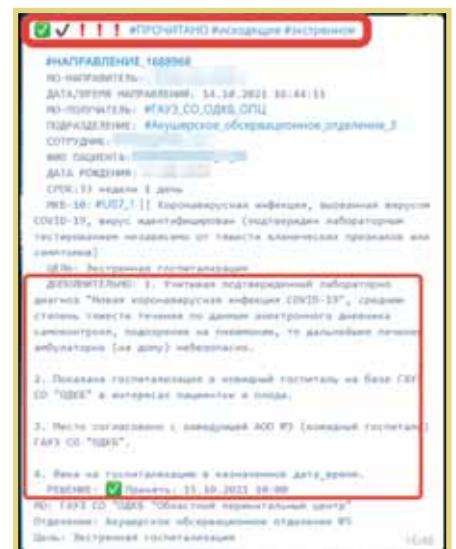 ✅ ✔ ❗ ❗ ❗ #ПРОЧИТАНО #исходящие #экстренное
#НАПРАВЛЕНИЕ_1688968
МО-НАПРАВИТЕЛЬ:
ДАТА/ВРЕМЯ НАПРАВЛЕНИЯ: 14.10.2021 16:44:11
МО-ПОЛУЧАТЕЛЬ: #ГАУЗ_СО_ОДКБ_ОПЦ
ПОДРАЗДЕЛЕНИЕ: #Акушерское_обсервационное_отделение_3
СОТРУДНИК:
ФИО ПАЦИЕНТА:
ДАТА РОЖДЕНИЯ:
СРОК: 33 недели 1 день
МКБ-10: #U07_1 || Коронавирусная инфекция, вызванная вирусом
COVID-19, вирус идентифицирован (подтвержден лабораторным
тестированием независимо от тяжести клинических признаков или
симптомов)
ЦЕЛЬ: Экстренная госпитализация
ДОПОЛНИТЕЛЬНО: 1. Учитывая подтвержденный лабораторно
диагноз "Новая коронавирусная инфекция COVID-19", среднюю
степень тяжести течения по данным электронного дневника
самоконтроля, подозрение на пневмонию, то дальнейшее лечение
амбулаторно (на дому) небезопасно.
2. Показана госпитализация в ковидный госпиталь на базе ГАУЗ
СО "ОДКБ" в интересах пациентки и плода.
3. Место согласовано с заведующей АОО №3 (ковидный госпиталь)
ГАУЗ СО "ОДКБ".
4. Явка на госпитализацию в назначенное дата_время.
РЕШЕНИЕ: ✅ Принять: 15.10.2021 10:00
МО: ГАУЗ СО "ОДКБ "Областной перинатальный центр"
Отделение: Акушерское обсервационное отделение №3
Цель: Экстренная госпитализация